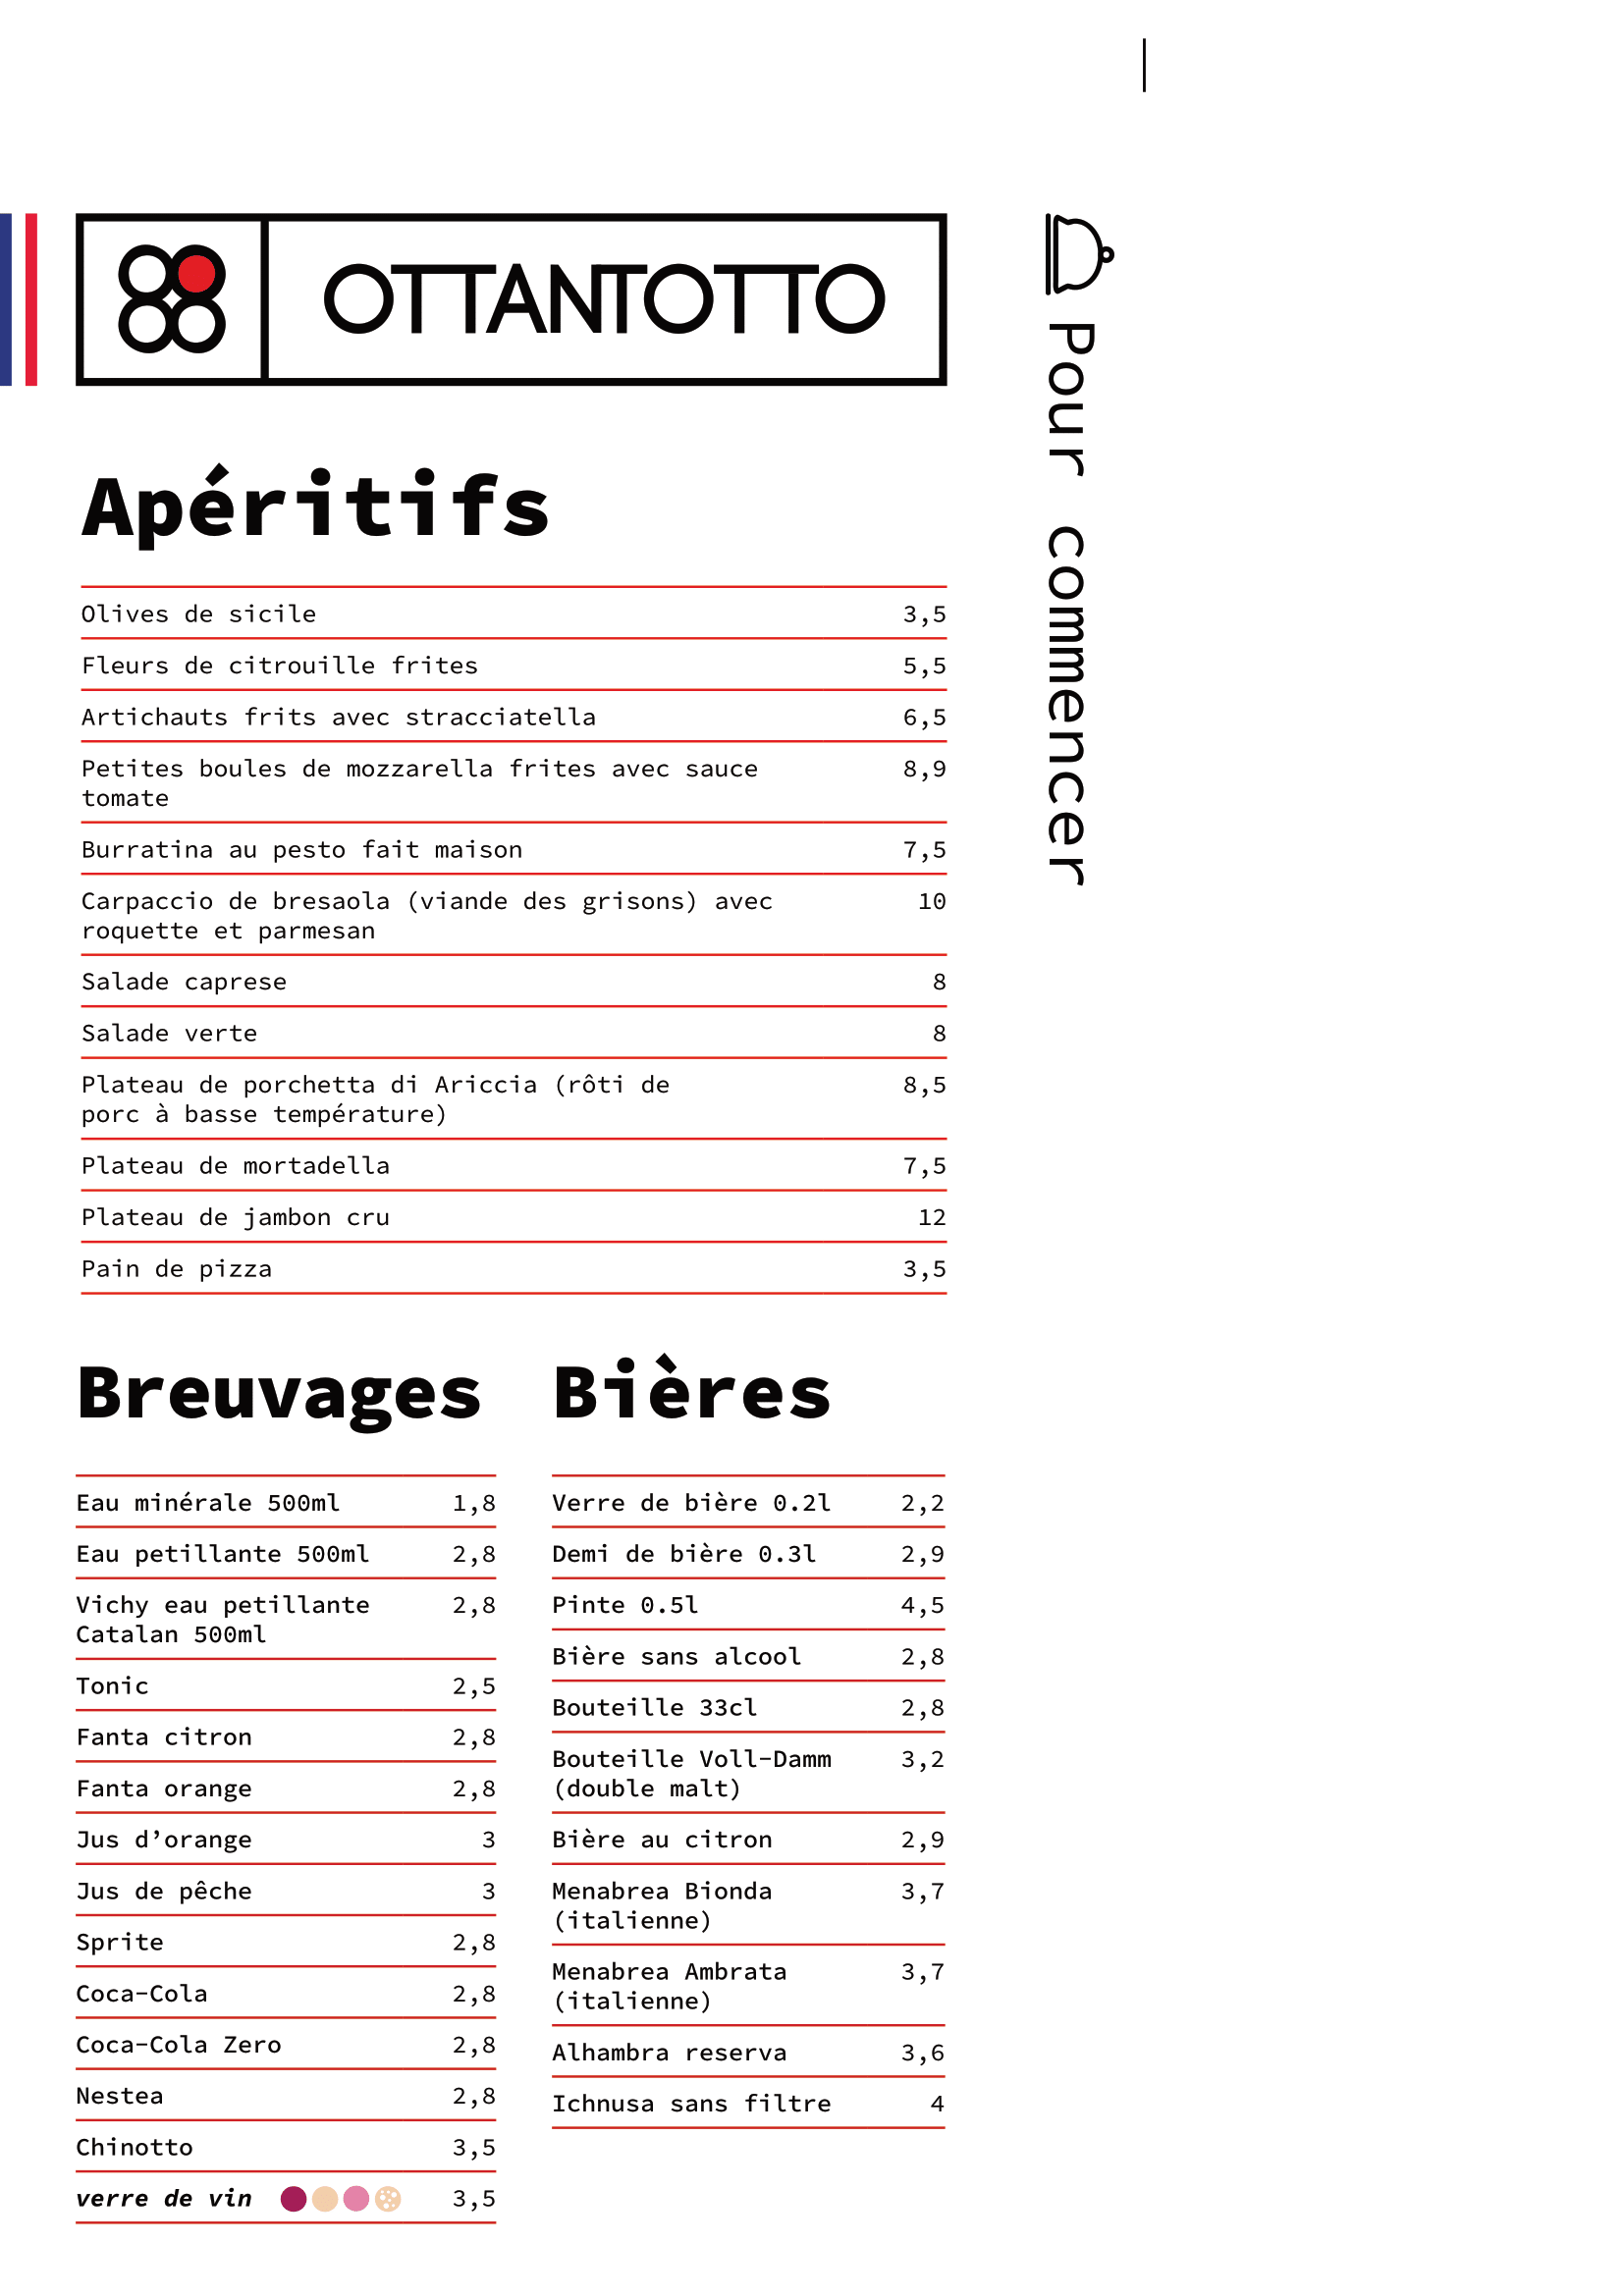 OTTANTOTTO
Pour commencer
Apéritifs
Olives de sicile 3,5
Fleurs de citrouille frites 5,5
Artichauts frits avec stracciatella 6,5
Petites boules de mozzarella frites avec sauce 8,9
tomate
Burratina au pesto fait maison 7,5
Carpaccio de bresaola (viande des grisons) avec 10
roquette et parmesan
Salade caprese 8
Salade verte 8
Plateau de porchetta di Ariccia (rôti de 8,5
porc à basse température)
Plateau de mortadella 7,5
Plateau de jambon cru 12
Pain de pizza 3,5
Breuvages
Eau minérale 500ml 1,8
Eau petillante 500ml 2,8
Vichy eau petillante 2,8
Catalan 500ml
Tonic 2,5
Fanta citron 2,8
Fanta orange 2,8
Jus d’orange 3
Jus de pêche 3
Sprite 2,8
Coca-Cola 2,8
Coca-Cola Zero 2,8
Nestea 2,8
Chinotto 3,5
verre de vin 3,5
Bières
Verre de bière 0.2l 2,2
Demi de bière 0.3l 2,9
Pinte 0.5l 4,5
Bière sans alcool 2,8
Bouteille 33cl 2,8
Bouteille Voll-Damm 3,2
(double malt)
Bière au citron 2,9
Menabrea Bionda 3,7
(italienne)
Menabrea Ambrata 3,7
(italienne)
Alhambra reserva 3,6
Ichnusa sans filtre 4